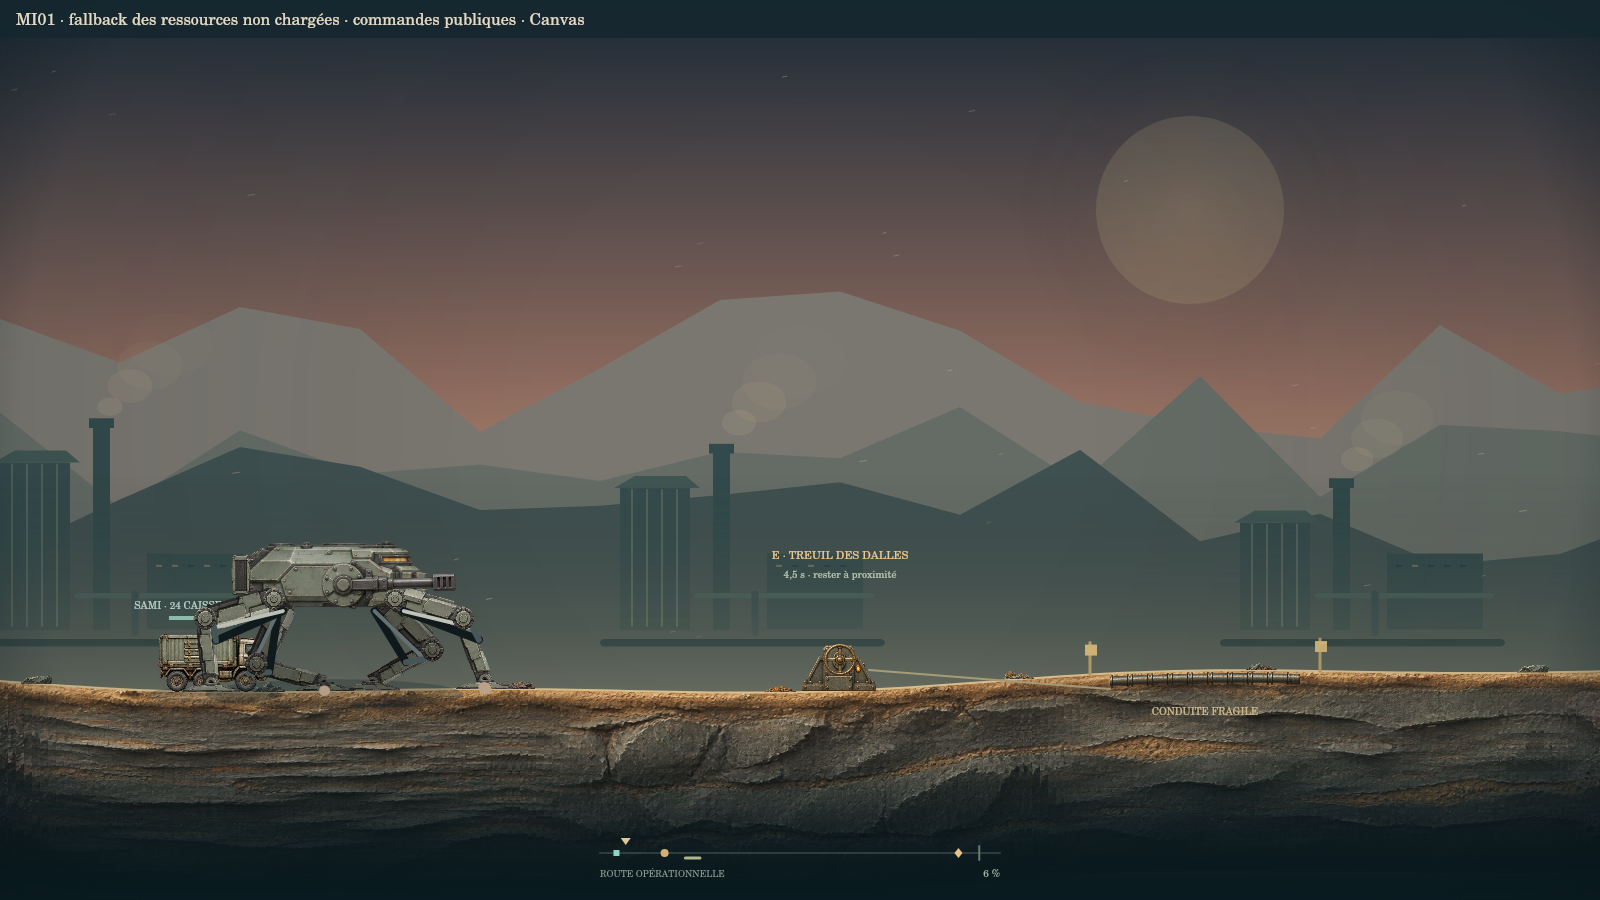 MI01 · fallback des ressources non chargées · commandes publiques · Canvas
E · TREUIL DES DALLES
4,5 s · rester à proximité
SAMI · 24 CAISSE
CONDUITE FRAGILE
ROUTE OPÉRATIONNELLE
6 %